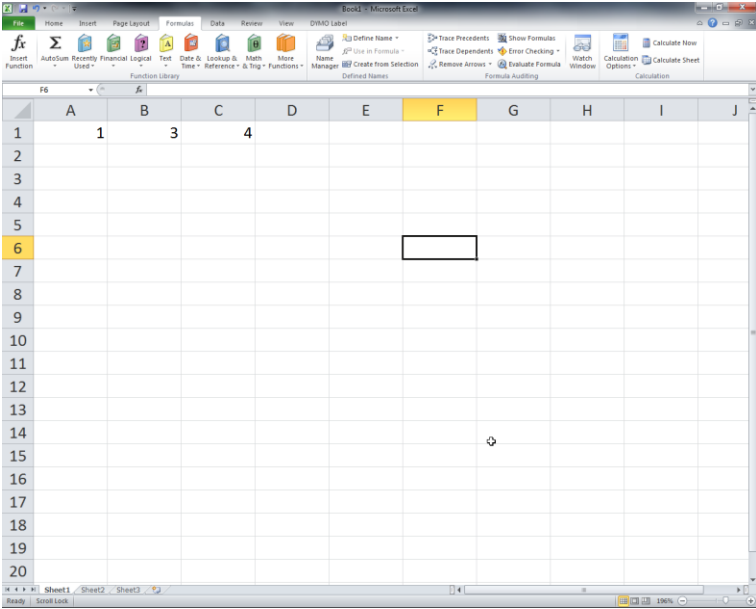 Book1 - Microsoft Excel
File Home Insert Page Layout Formulas Data Review View DYMO Label
fx Σ
Insert Function AutoSum Recently Used Financial Logical Text Date & Time Lookup & Reference Math & Trig More Functions
Function Library
Name Manager Define Name Use in Formula Create from Selection
Defined Names
Trace Precedents Show Formulas
Trace Dependents Error Checking
Remove Arrows Evaluate Formula
Watch Window
Formula Auditing
Calculation Options Calculate Now Calculate Sheet
Calculation
F6 fx
A B C D E F G H I J
1 1 3 4
2
3
4
5
6
7
8
9
10
11
12
13
14
15
16
17
18
19
20
Sheet1 Sheet2 Sheet3
Ready Scroll Lock 196%